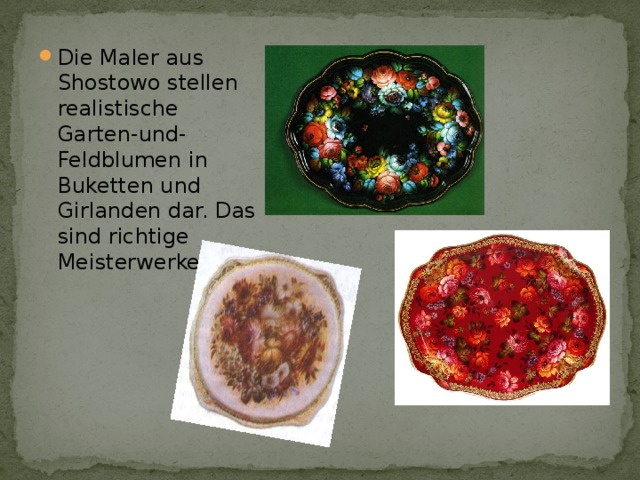 Die Maler aus
Shostowo stellen
realistische
Garten-und-
Feldblumen in
Buketten und
Girlanden dar. Das
sind richtige
Meisterwerke